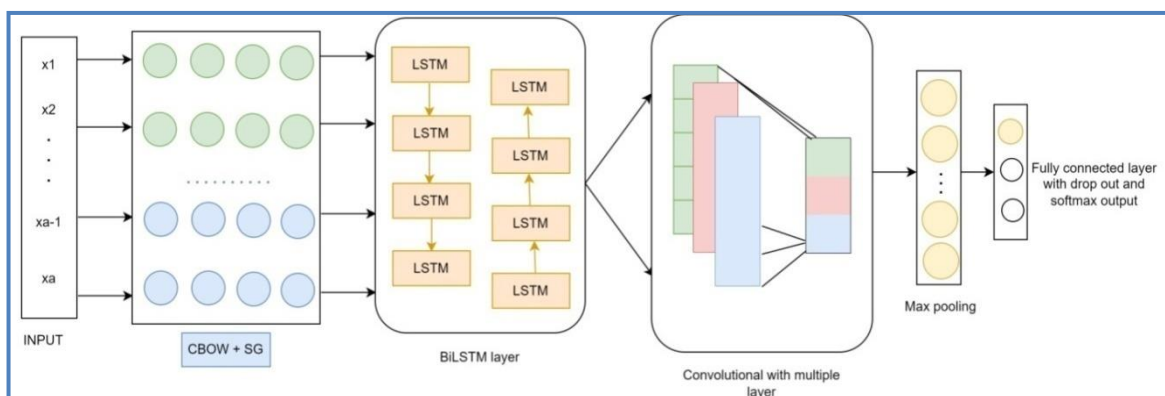 x1
x2
xa-1
xa
INPUT
CBOW + SG
LSTM
LSTM
LSTM
LSTM
LSTM
LSTM
LSTM
LSTM
BiLSTM layer
Convolutional with multiple
layer
Max pooling
Fully connected layer
with drop out and
softmax output